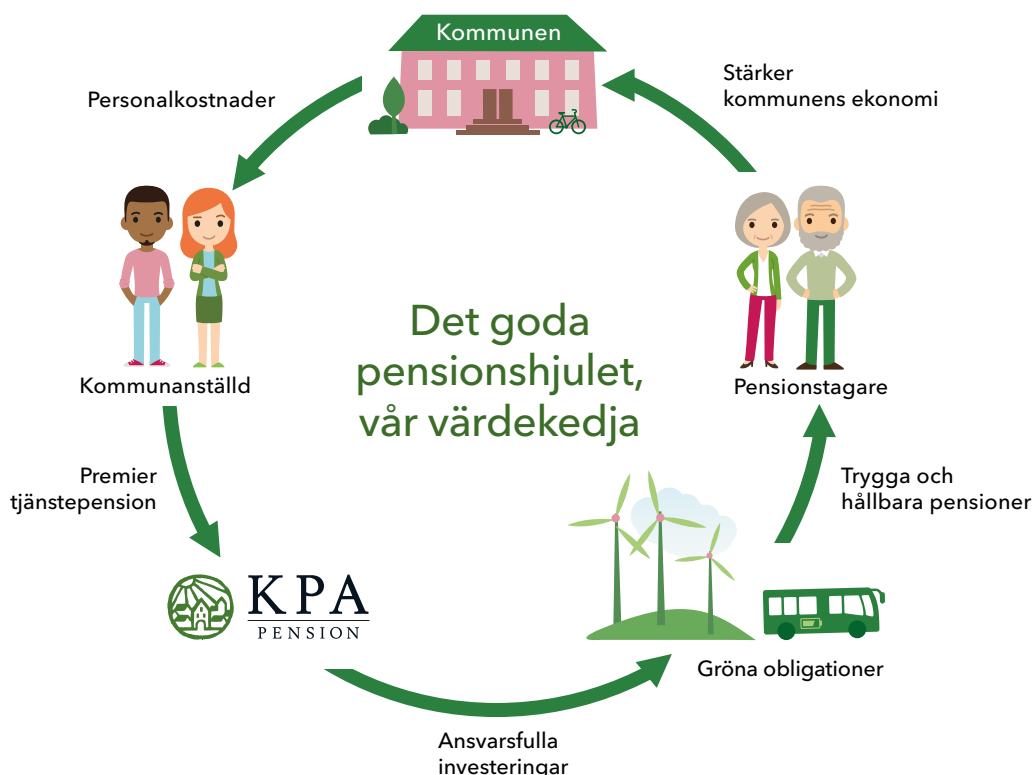 Kommunen
Stärker
kommunens ekonomi
Personalkostnader
Det goda
pensionshjulet,
vår värdekedja
Kommunanställd
Pensionstagare
Premier
tjänstepension
Trygga och
hållbara pensioner
KPA
PENSION
Gröna obligationer
Ansvarsfulla
investeringar